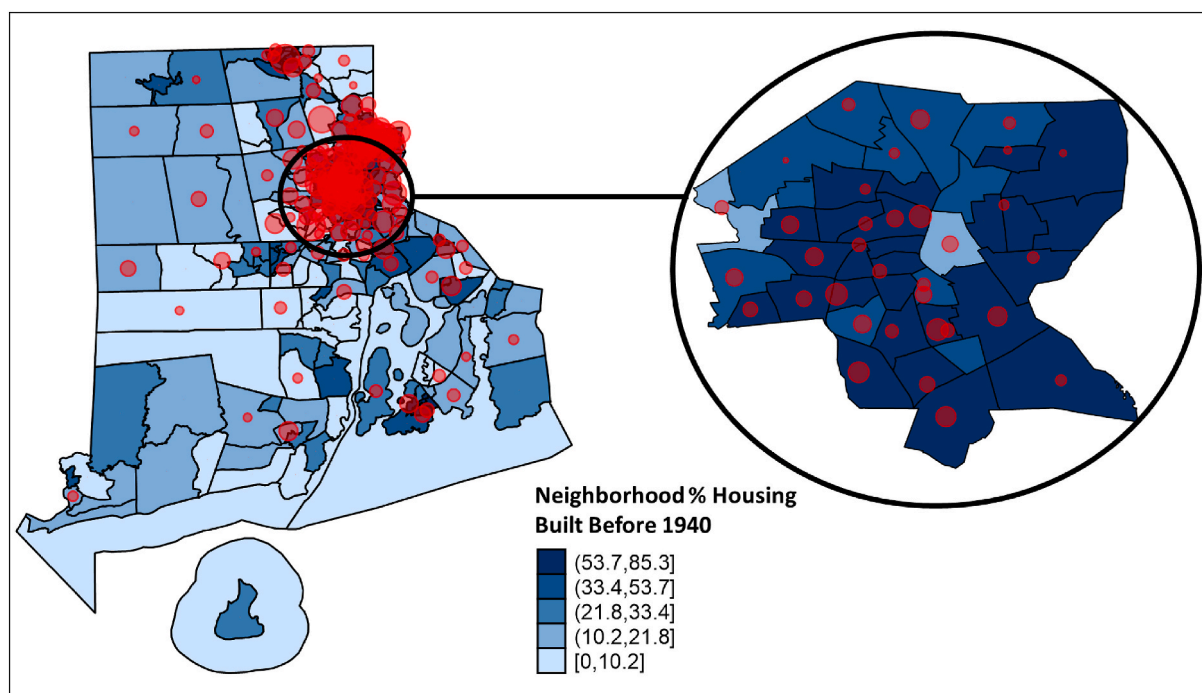 Neighborhood % Housing
Built Before 1940
(53.7,85.3]
(33.4,53.7]
(21.8,33.4]
(10.2,21.8]
[0,10.2]